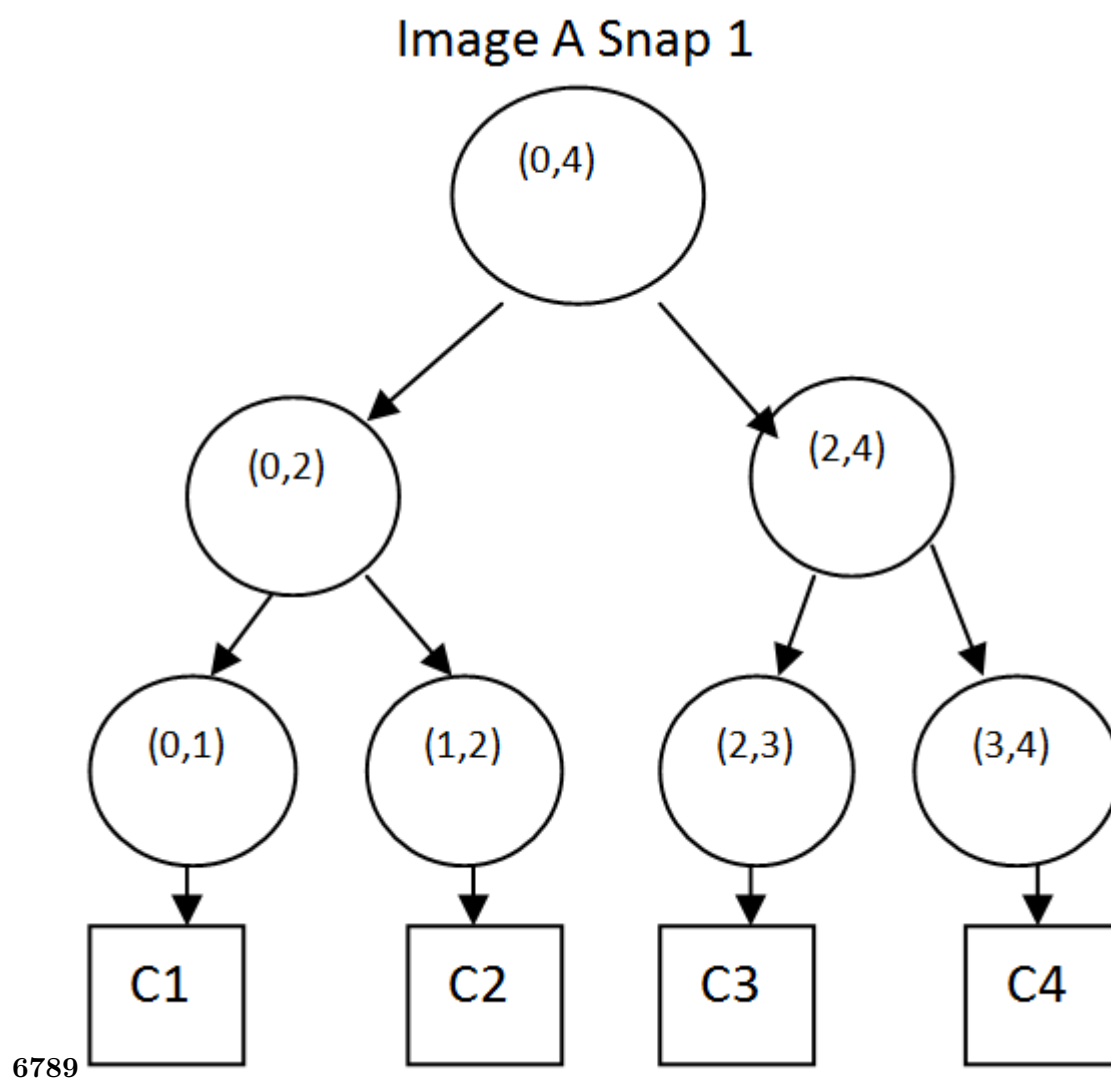 Image A Snap 1
(0,4)
(0,2)
(2,4)
(0,1)
(1,2)
(2,3)
(3,4)
C1
C2
C3
C4
6789